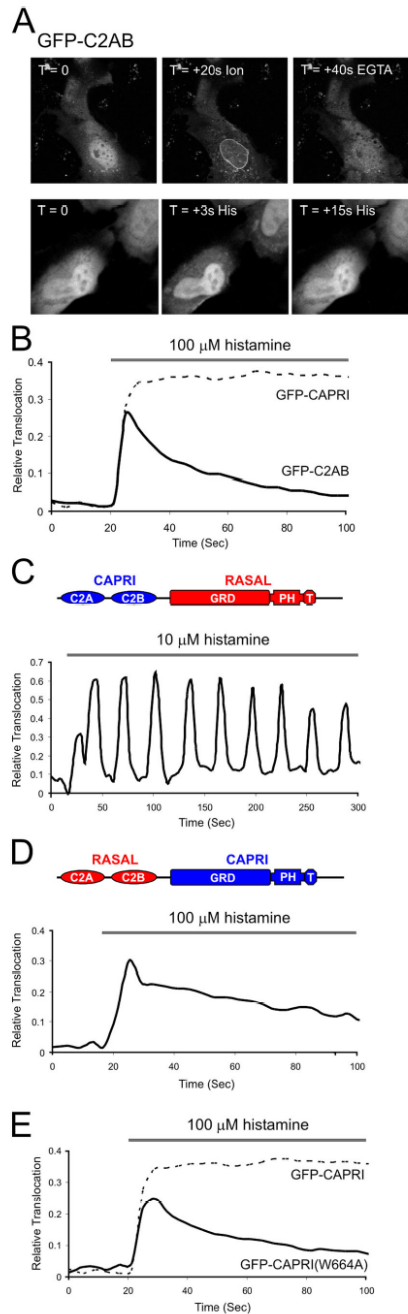 A
GFP-C2AB
T = 0
T = +20s Ion
T = +40s EGTA
T = 0
T = +3s His
T = +15s His
B
100 μM histamine
0.4
0.3
0.2
0.1
0
GFP-CAPRI
GFP-C2AB
Relative Translocation
0 20 40 60 80 100
Time (Sec)
C
CAPRI RASAL
C2A C2B GRD PH T
10 μM histamine
0.7
0.6
0.5
0.4
0.3
0.2
0.1
0
Relative Translocation
0 50 100 150 200 250 300
Time (Sec)
D
RASAL CAPRI
C2A C2B GRD PH T
100 μM histamine
0.4
0.3
0.2
0.1
0
Relative Translocation
0 20 40 60 80 100
Time (Sec)
E
100 μM histamine
0.4
0.3
0.2
0.1
0
GFP-CAPRI
GFP-CAPRI(W664A)
Relative Translocation
0 20 40 60 80 100
Time (Sec)